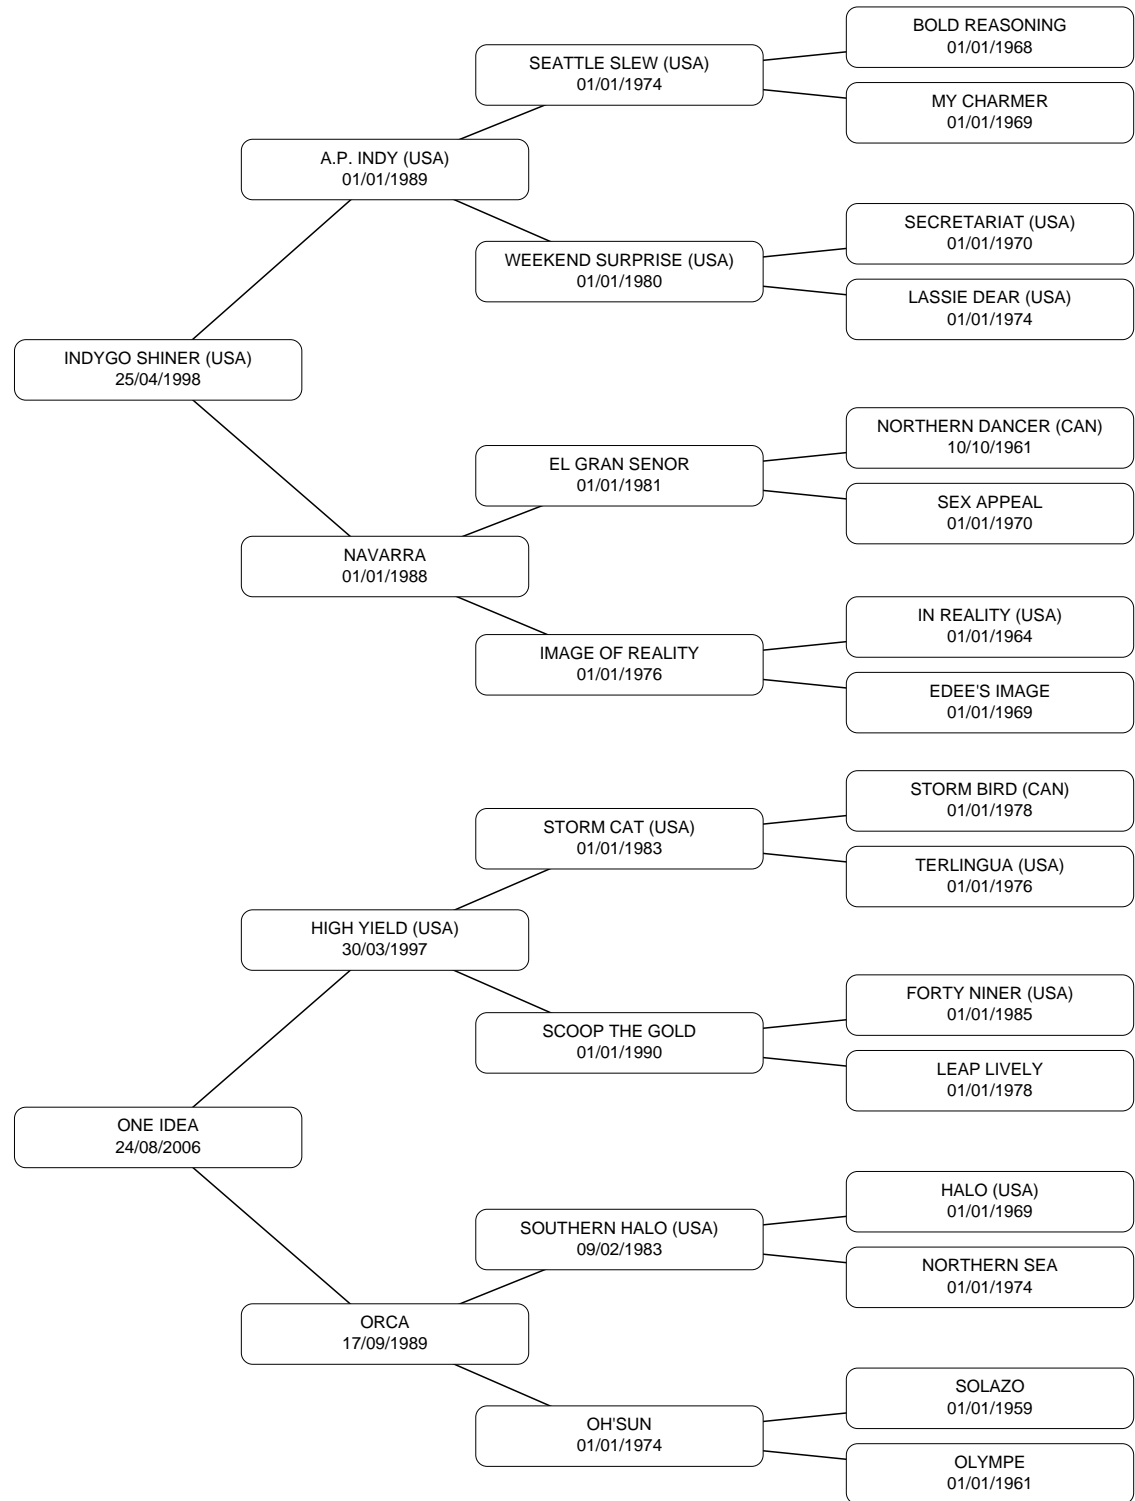 BOLD REASONING
01/01/1968
SEATTLE SLEW (USA)
01/01/1974
MY CHARMER
01/01/1969
A.P. INDY (USA)
01/01/1989
SECRETARIAT (USA)
01/01/1970
WEEKEND SURPRISE (USA)
01/01/1980
LASSIE DEAR (USA)
01/01/1974
INDYGO SHINER (USA)
25/04/1998
NORTHERN DANCER (CAN)
10/10/1961
EL GRAN SENOR
01/01/1981
SEX APPEAL
01/01/1970
NAVARRA
01/01/1988
IN REALITY (USA)
01/01/1964
IMAGE OF REALITY
01/01/1976
EDEE'S IMAGE
01/01/1969
STORM BIRD (CAN)
01/01/1978
STORM CAT (USA)
01/01/1983
TERLINGUA (USA)
01/01/1976
HIGH YIELD (USA)
30/03/1997
FORTY NINER (USA)
01/01/1985
SCOOP THE GOLD
01/01/1990
LEAP LIVELY
01/01/1978
ONE IDEA
24/08/2006
HALO (USA)
01/01/1969
SOUTHERN HALO (USA)
09/02/1983
NORTHERN SEA
01/01/1974
ORCA
17/09/1989
SOLAZO
01/01/1959
OH'SUN
01/01/1974
OLYMPE
01/01/1961